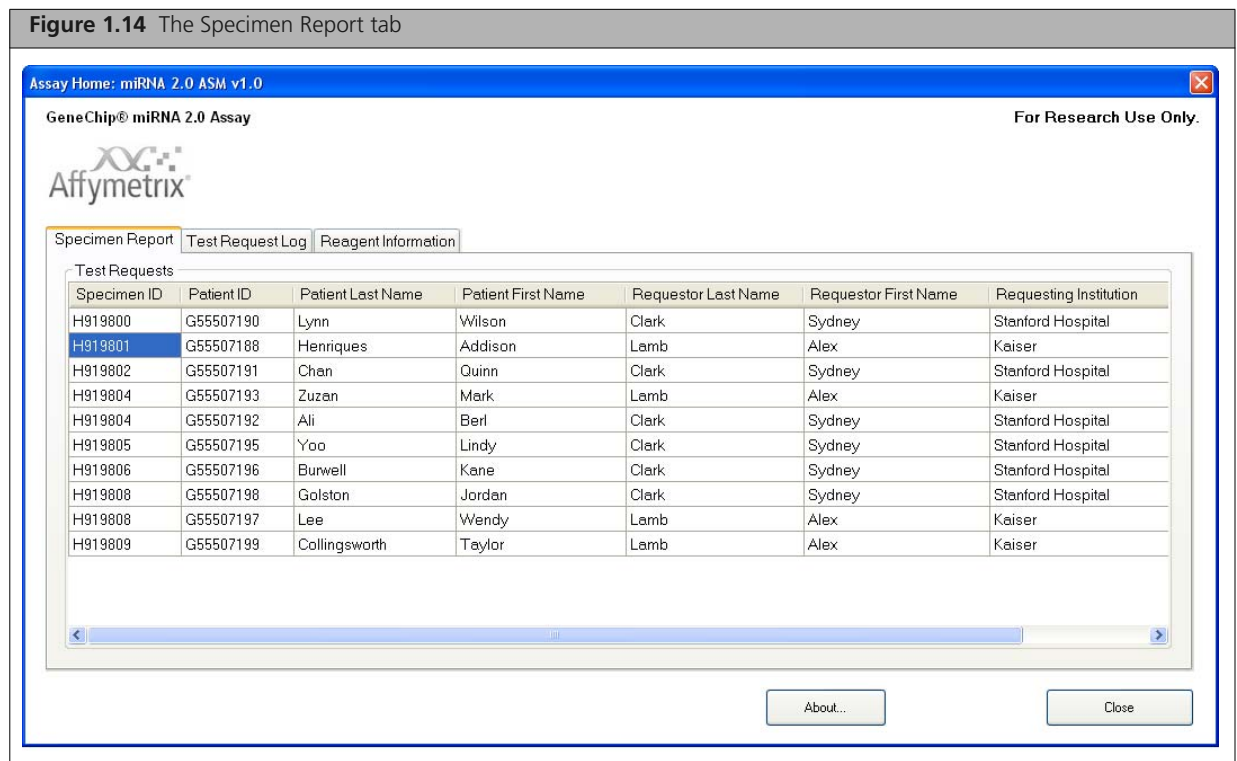 Figure 1.14 The Specimen Report tab
Assay Home: miRNA 2.0 ASM v1.0
GeneChip® miRNA 2.0 Assay For Research Use Only.
Affymetrix®
Specimen Report Test Request Log Reagent Information
Test Requests
Specimen ID Patient ID Patient Last Name Patient First Name Requestor Last Name Requestor First Name Requesting Institution
H919800 G55507190 Lynn Wilson Clark Sydney Stanford Hospital
H919801 G55507188 Henriques Addison Lamb Alex Kaiser
H919802 G55507191 Chan Quinn Clark Sydney Stanford Hospital
H919804 G55507193 Zuzan Mark Lamb Alex Kaiser
H919804 G55507192 Ali Berl Clark Sydney Stanford Hospital
H919805 G55507195 Yoo Lindy Clark Sydney Stanford Hospital
H919806 G55507196 Burwell Kane Clark Sydney Stanford Hospital
H919808 G55507198 Golston Jordan Clark Sydney Stanford Hospital
H919808 G55507197 Lee Wendy Lamb Alex Kaiser
H919809 G55507199 Collingsworth Taylor Lamb Alex Kaiser
About... Close